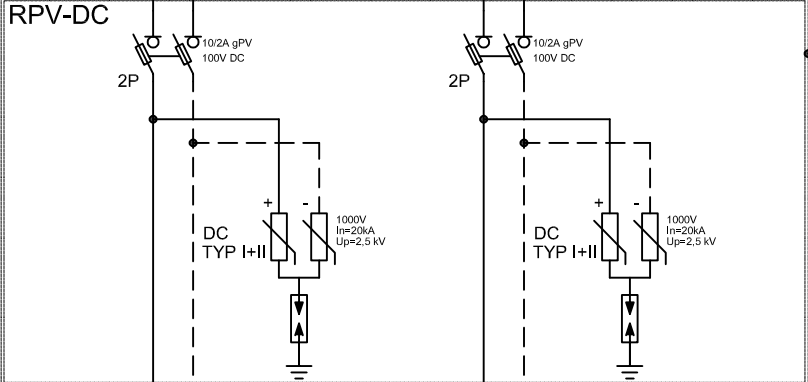 RPV-DC
10/2A gPV
100V DC
2P
+ -
DC
TYP I+II
1000V
In=20kA
Up=2,5 kV
10/2A gPV
100V DC
2P
+ -
DC
TYP I+II
1000V
In=20kA
Up=2,5 kV